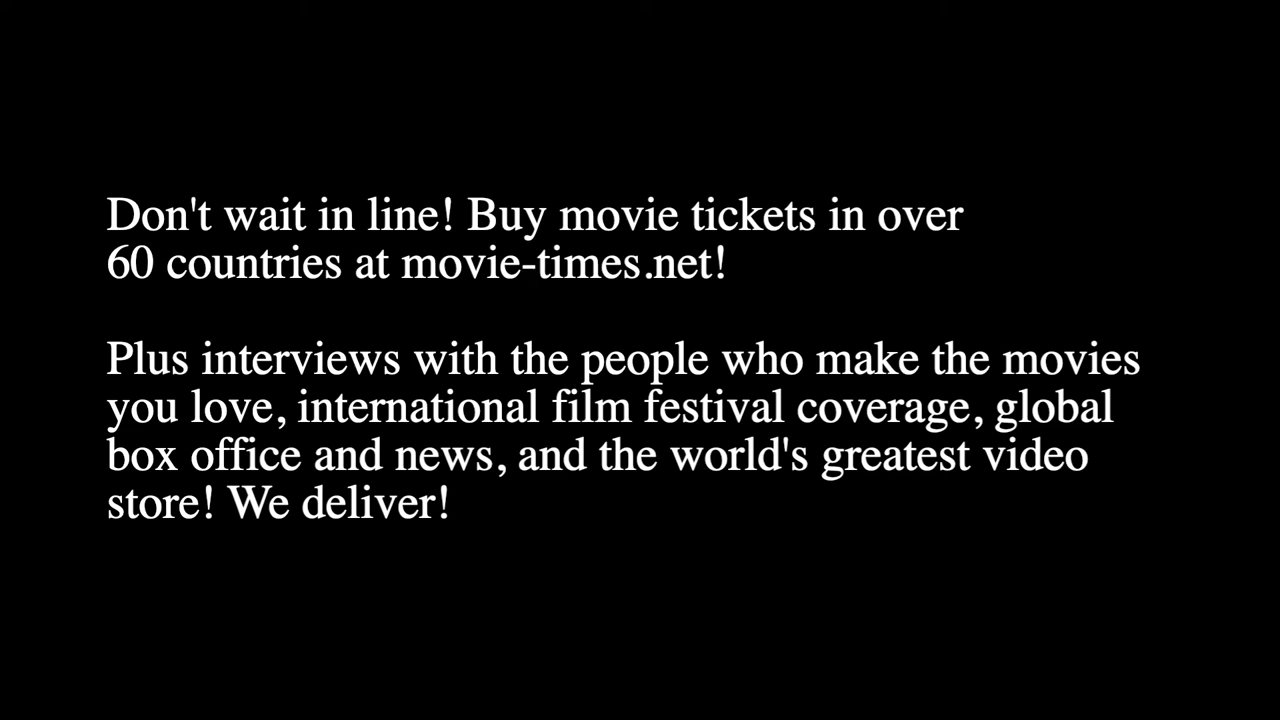 Don't wait in line! Buy movie tickets in over
60 countries at movie-times.net!
Plus interviews with the people who make the movies
you love, international film festival coverage, global
box office and news, and the world's greatest video
store! We deliver!